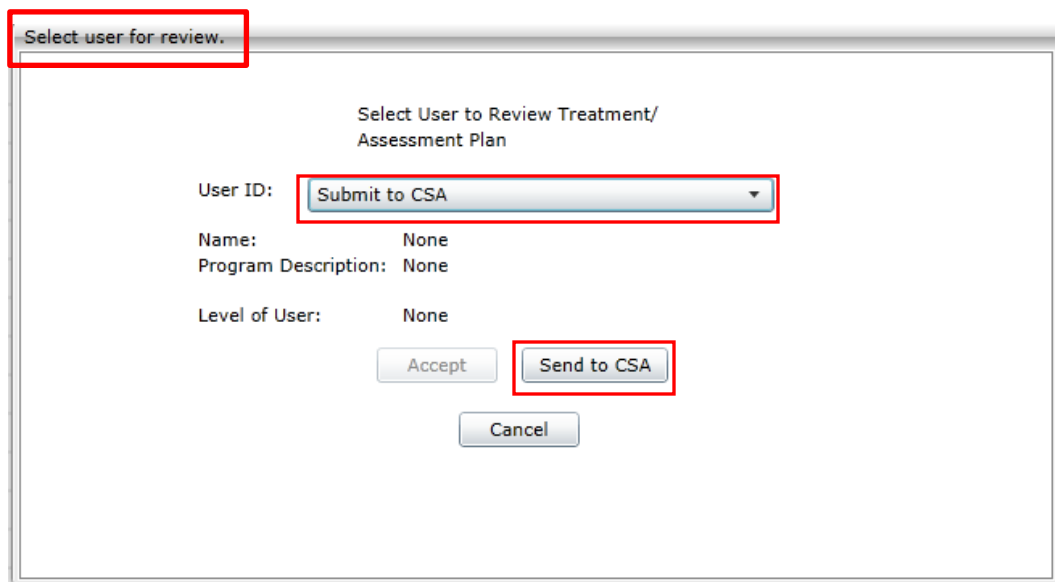 Select user for review.
Select User to Review Treatment/
Assessment Plan
User ID: Submit to CSA
Name: None
Program Description: None
Level of User: None
Accept Send to CSA
Cancel